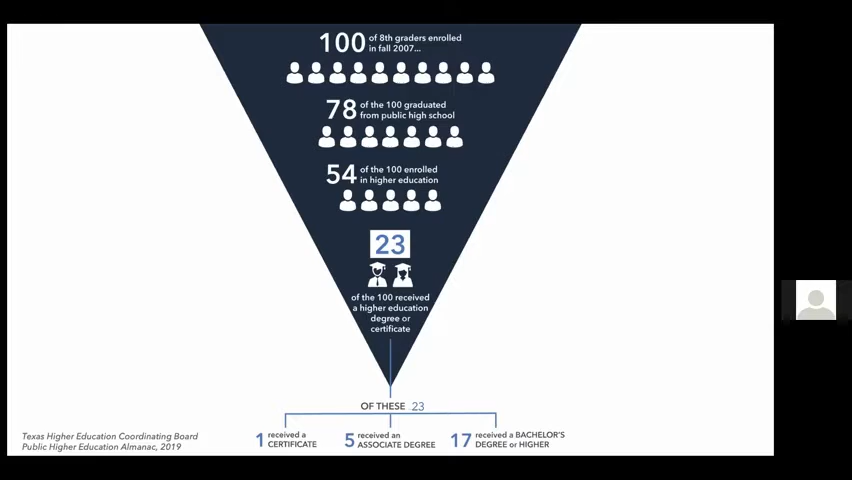 100 of 8th graders enrolled
in fall 2007...
78 of the 100 graduated
from public high school
54 of the 100 enrolled
in higher education
23
of the 100 received
a higher education
degree or
certificate
OF THESE 23
1 received a
CERTIFICATE
5 received an
ASSOCIATE DEGREE
17 received a BACHELOR'S
DEGREE or HIGHER
Texas Higher Education Coordinating Board
Public Higher Education Almanac, 2019